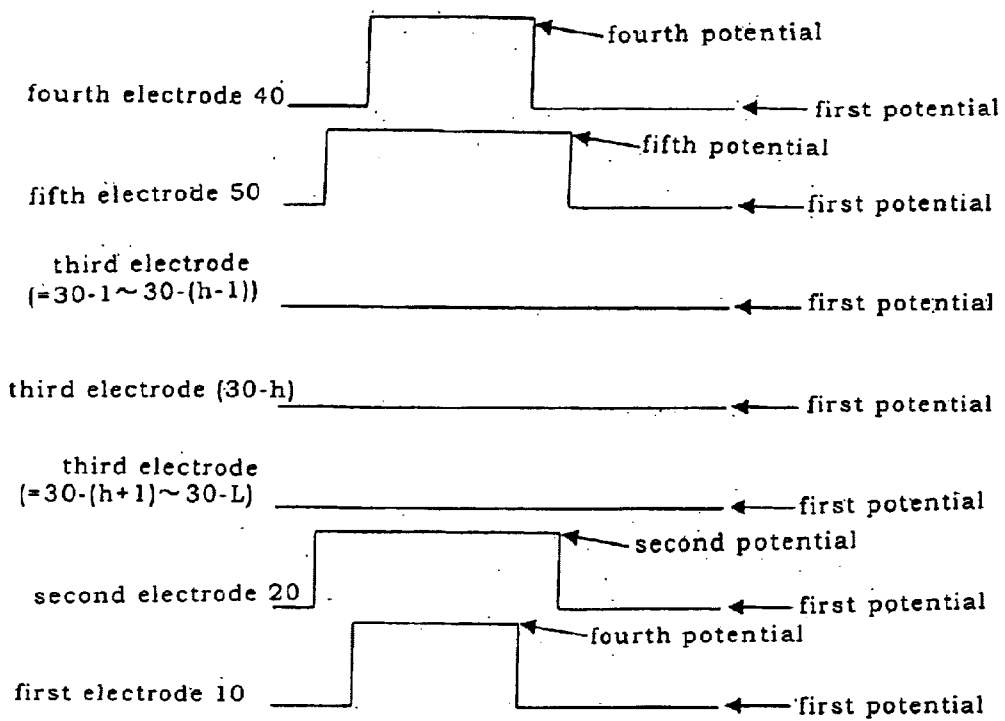 fourth potential
fourth electrode 40
first potential
fifth potential
fifth electrode 50
first potential
third electrode
(=30-1~30-(h-1))
first potential
third electrode (30-h)
first potential
third electrode
(=30-(h+1)~30-L)
first potential
second potential
second electrode 20
first potential
fourth potential
first electrode 10
first potential